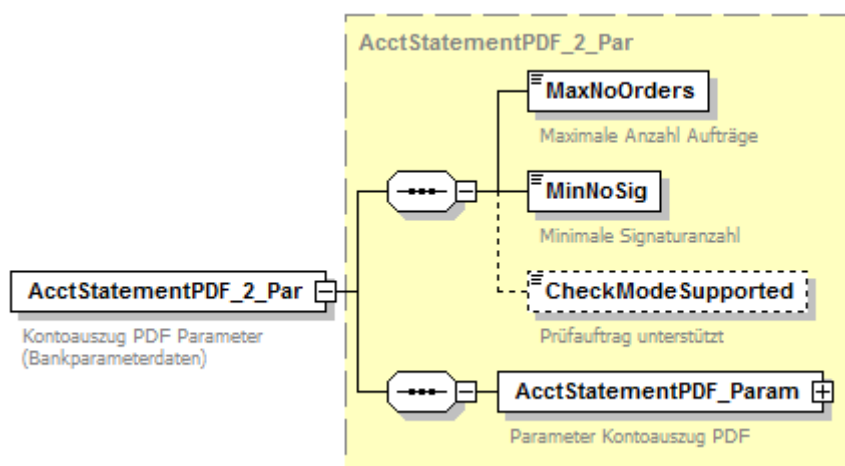 AcctStatementPDF_2_Par
MaxNoOrders
Maximale Anzahl Aufträge
MinNoSig
Minimale Signaturanzahl
AcctStatementPDF_2_Par
Kontoauszug PDF Parameter
(Bankparameterdaten)
CheckModeSupported
Prüfauftrag unterstützt
AcctStatementPDF_Param
Parameter Kontoauszug PDF